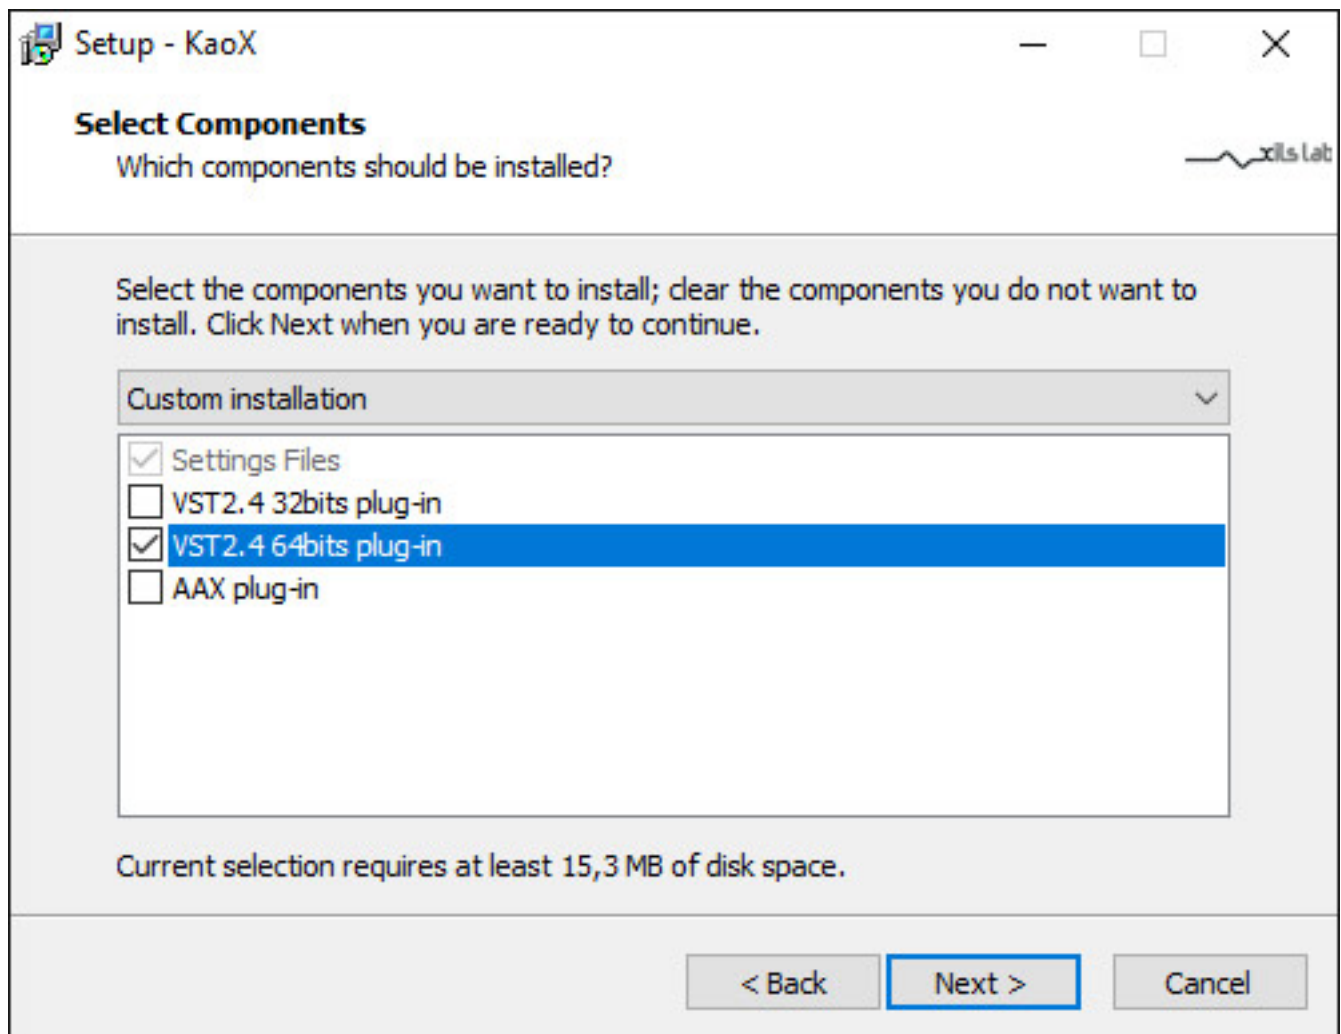 Setup - KaoX
Select Components
Which components should be installed?
xils lab
Select the components you want to install; clear the components you do not want to
install. Click Next when you are ready to continue.
Custom installation
Settings Files
VST2.4 32bits plug-in
VST2.4 64bits plug-in
AAX plug-in
Current selection requires at least 15,3 MB of disk space.
< Back
Next >
Cancel